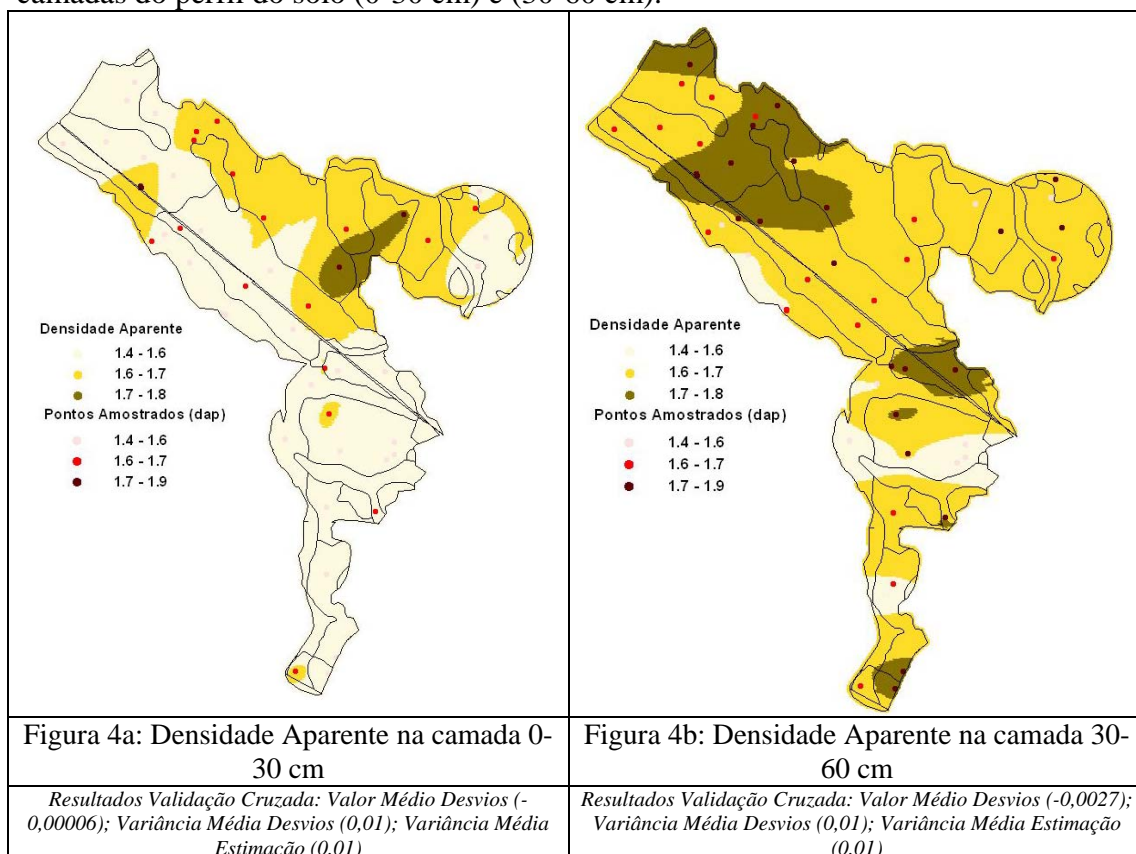 camadas do perfil do solo (0-30 cm) e (30-60 cm).
Densidade Aparente
1.4 - 1.6
1.6 - 1.7
1.7 - 1.8
Pontos Amostrados (dap)
1.4 - 1.6
1.6 - 1.7
1.7 - 1.9
Densidade Aparente
1.4 - 1.6
1.6 - 1.7
1.7 - 1.8
Pontos Amostrados (dap)
1.4 - 1.6
1.6 - 1.7
1.7 - 1.9
Figura 4a: Densidade Aparente na camada 0-
30 cm
Figura 4b: Densidade Aparente na camada 30-
60 cm
Resultados Validação Cruzada: Valor Médio Desvios (-
0,00006); Variância Média Desvios (0,01); Variância Média
Estimação (0,01)
Resultados Validação Cruzada: Valor Médio Desvios (-0,0027);
Variância Média Desvios (0,01); Variância Média Estimação
(0,01)